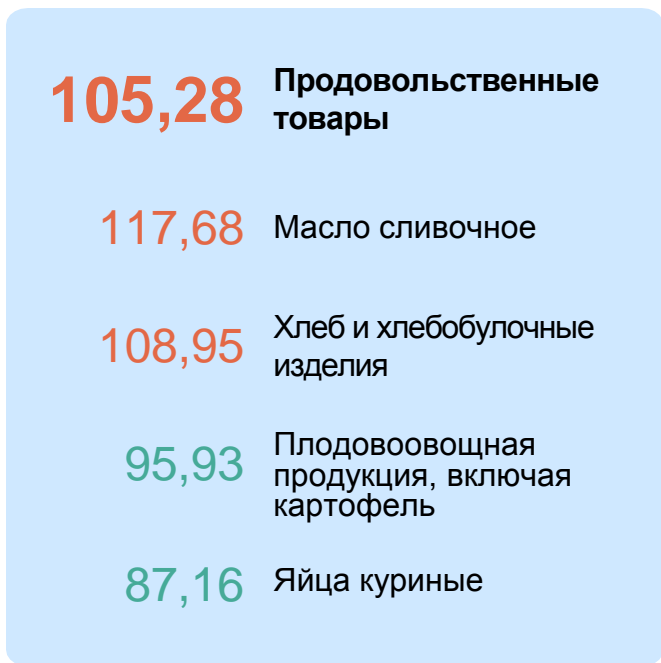 105,28 Продовольственные
товары
117,68 Масло сливочное
108,95 Хлеб и хлебобулочные
изделия
95,93 Плодовоовощная
продукция, включая
картофель
87,16 Яйца куриные